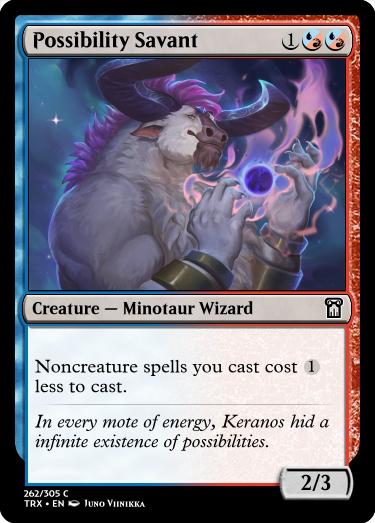 Possibility Savant 1
Creature — Minotaur Wizard
Noncreature spells you cast cost 1
less to cast.
In every mote of energy, Keranos hid a
infinite existence of possibilities.
2/3
262/305 C
TRX • EN Juno Viinikka